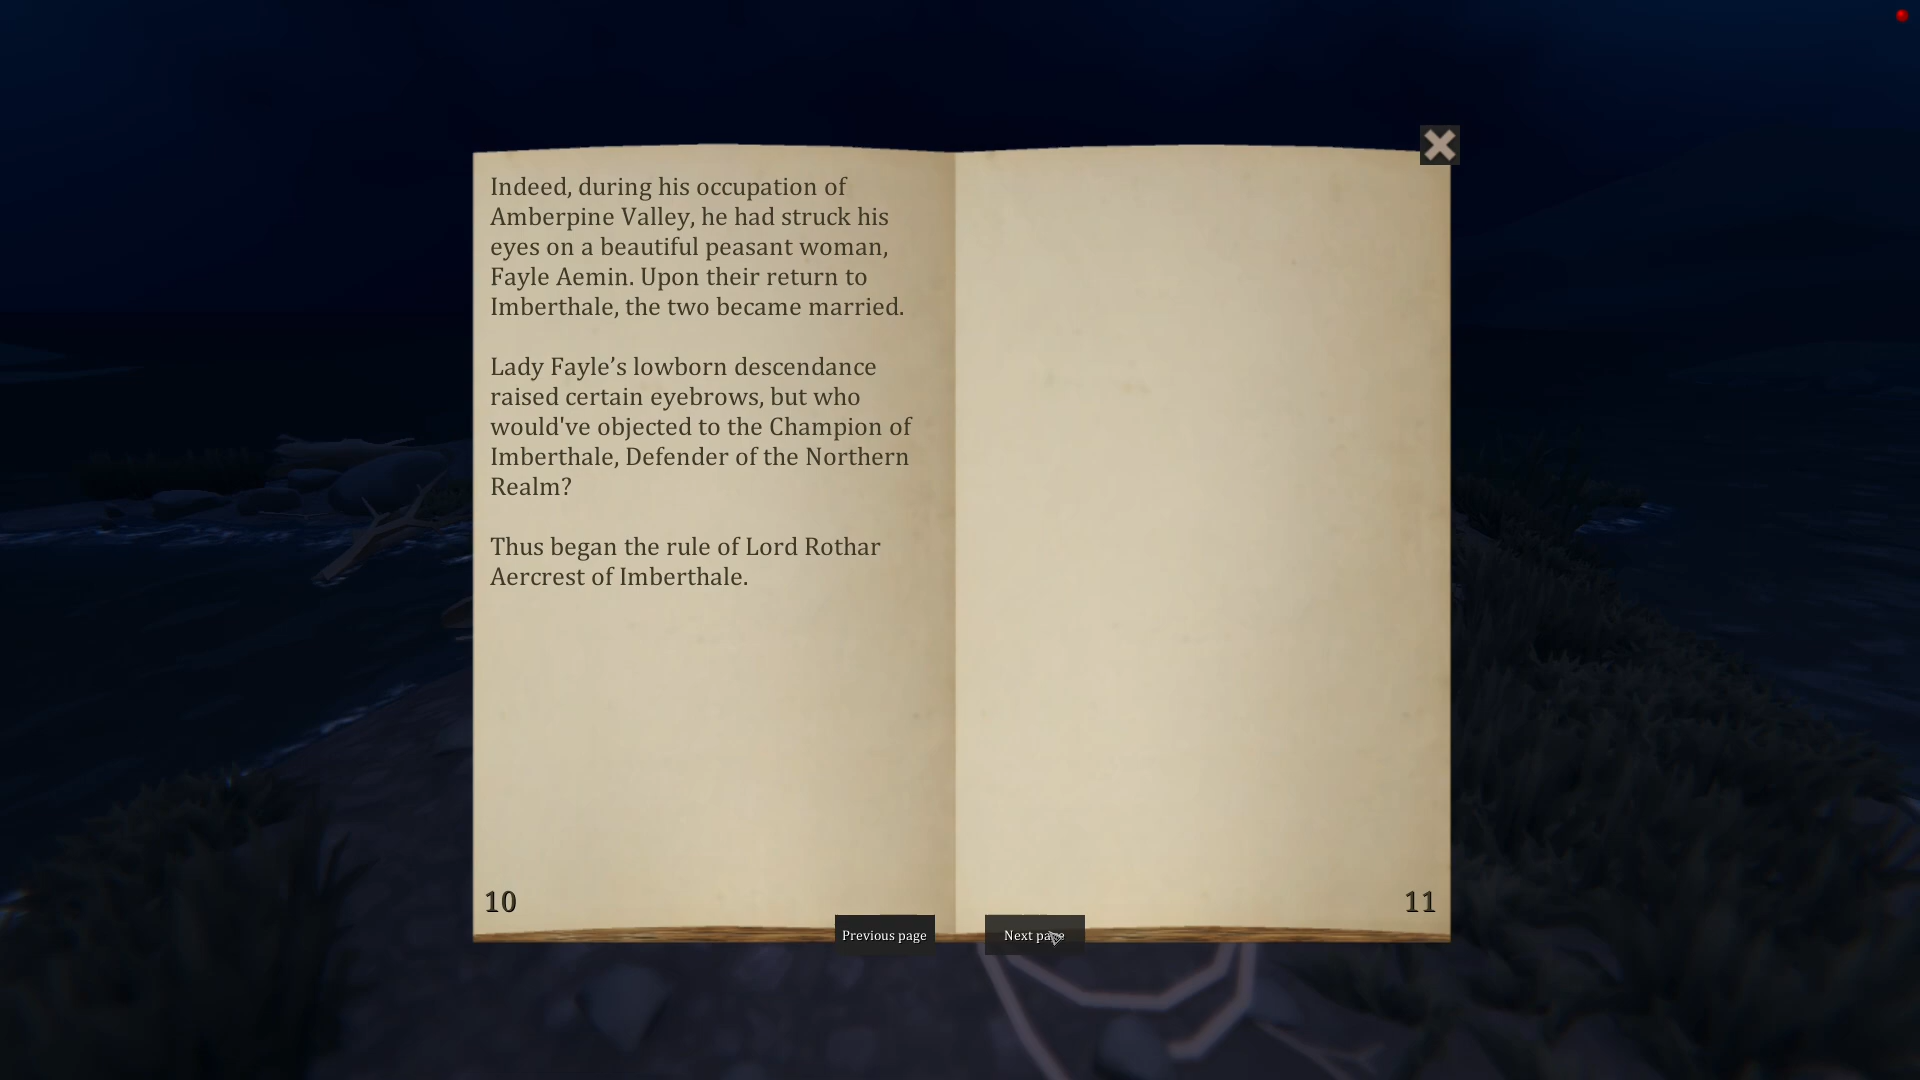 Indeed, during his occupation of
Amberpine Valley, he had struck his
eyes on a beautiful peasant woman,
Fayle Aemin. Upon their return to
Imberthale, the two became married.
Lady Fayle’s lowborn descendance
raised certain eyebrows, but who
would've objected to the Champion of
Imberthale, Defender of the Northern
Realm?
Thus began the rule of Lord Rothar
Aercrest of Imberthale.
10
11
Previous page
Next page